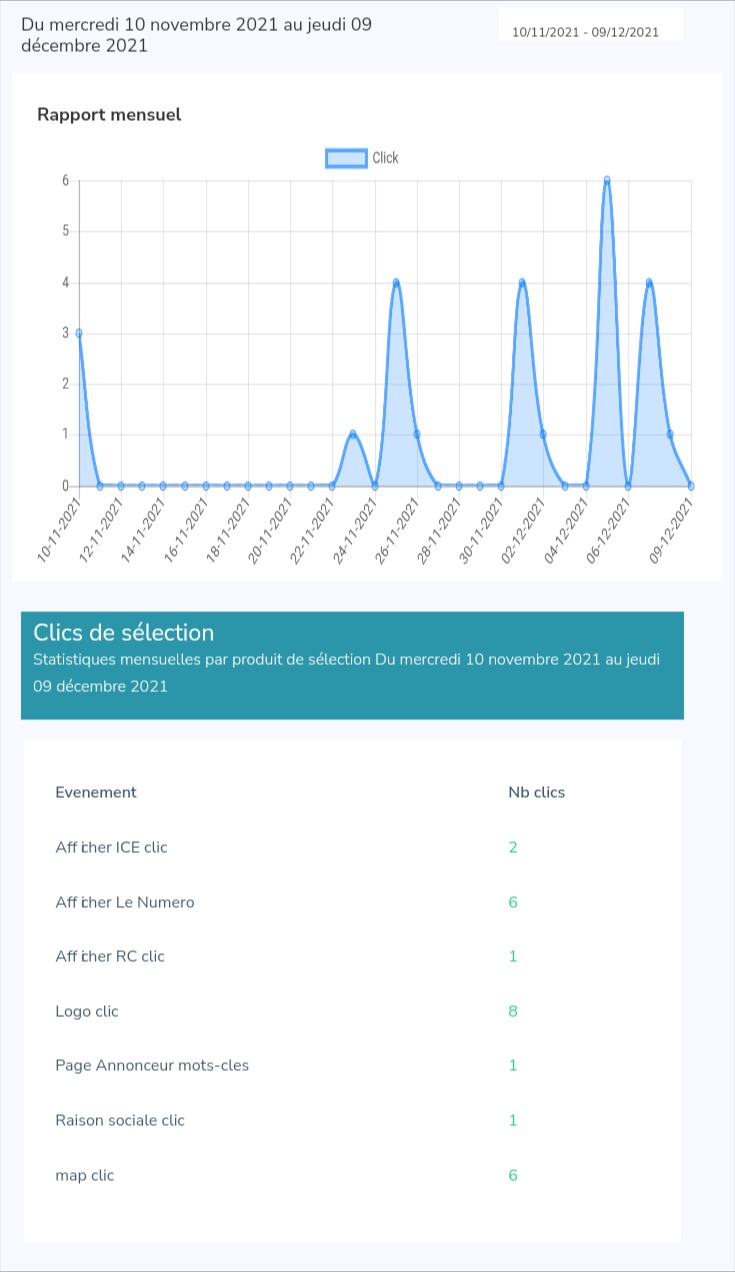 Du mercredi 10 novembre 2021 au jeudi 09
décembre 2021
10/11/2021 - 09/12/2021
Rapport mensuel
Click
6
5
4
3
2
1
0
10-11-2021
12-11-2021
14-11-2021
16-11-2021
18-11-2021
20-11-2021
22-11-2021
24-11-2021
26-11-2021
28-11-2021
30-11-2021
02-12-2021
04-12-2021
06-12-2021
09-12-2021
Clics de sélection
Statistiques mensuelles par produit de sélection Du mercredi 10 novembre 2021 au jeudi
09 décembre 2021
Evenement Nb clics
Afficher ICE clic 2
Afficher Le Numero 6
Afficher RC clic 1
Logo clic 8
Page Annonceur mots-cles 1
Raison sociale clic 1
map clic 6